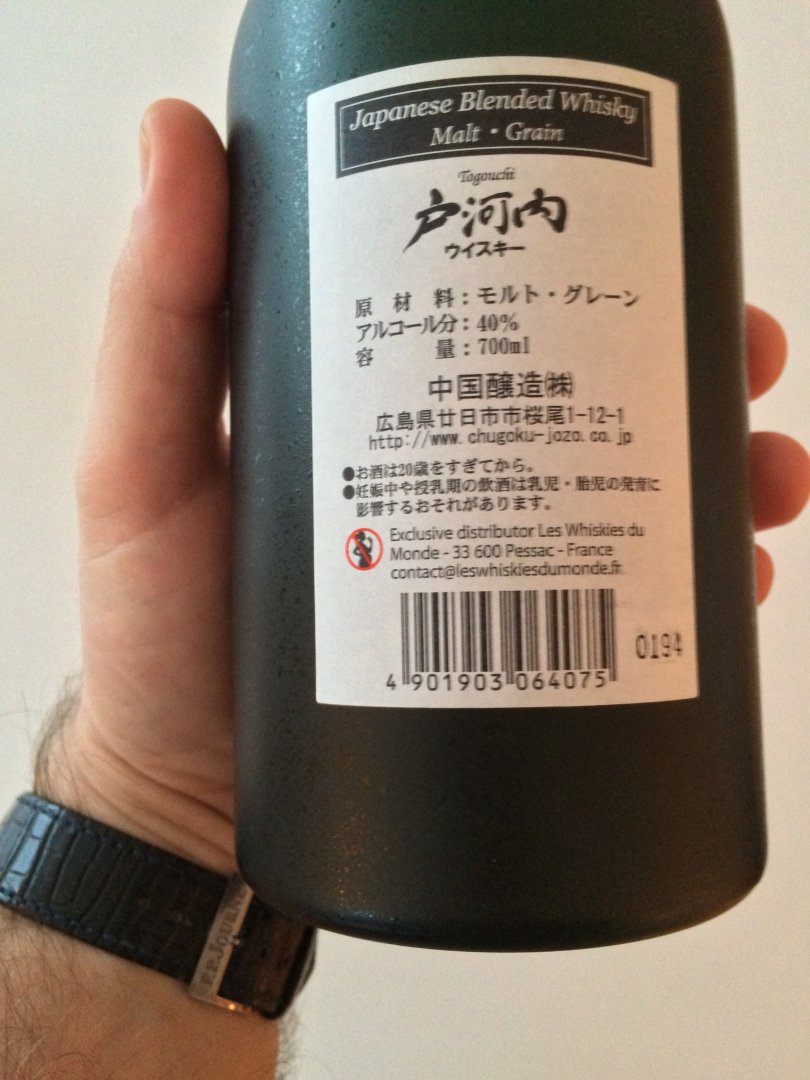 Japanese Blended Whisky
Malt・Grain
Togouchi
戸河内
ウイスキー
原材料：モルト・グレーン
アルコール分：40%
容量：700ml
中国醸造㈱
広島県廿日市市桜尾1-12-1
http://www.chugoku-jozo.co.jp
●お酒は20歳をすぎてから。
●妊娠中や授乳期の飲酒は乳児・胎児の発育に
影響するおそれがあります。
Exclusive distributor Les Whiskies du
Monde - 33 600 Pessac - France
contact@leswhiskiesdumonde.fr
0194
4 901903 064075
F.P.JOURNE